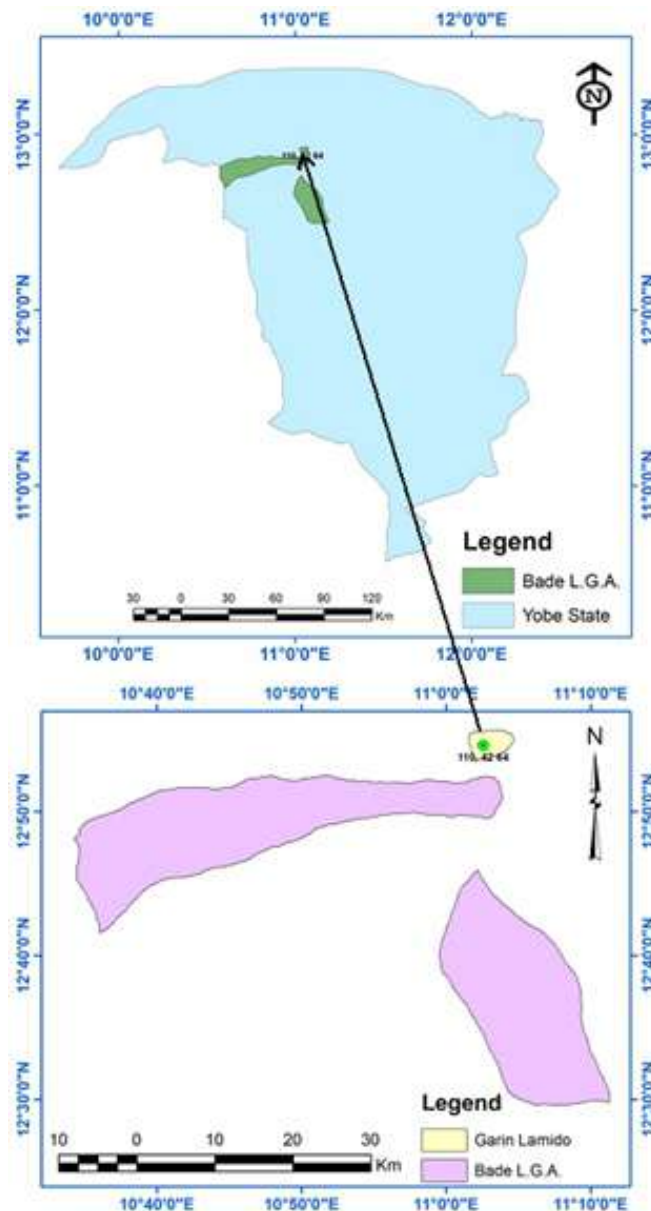 10°0'0"E 11°0'0"E 12°0'0"E
N
13°0'0"N 13°0'0"N
12°0'0"N 12°0'0"N
11°0'0"N 11°0'0"N
Legend
Bade L.G.A.
Yobe State
30 0 30 60 90 120
Km
10°0'0"E 11°0'0"E 12°0'0"E
10°40'0"E 10°50'0"E 11°0'0"E 11°10'0"E
N
110, 42 64
12°50'0"N 12°50'0"N
12°40'0"N 12°40'0"N
12°30'0"N 12°30'0"N
Legend
Garin Lamido
Bade L.G.A.
10 0 10 20 30
Km
10°40'0"E 10°50'0"E 11°0'0"E 11°10'0"E